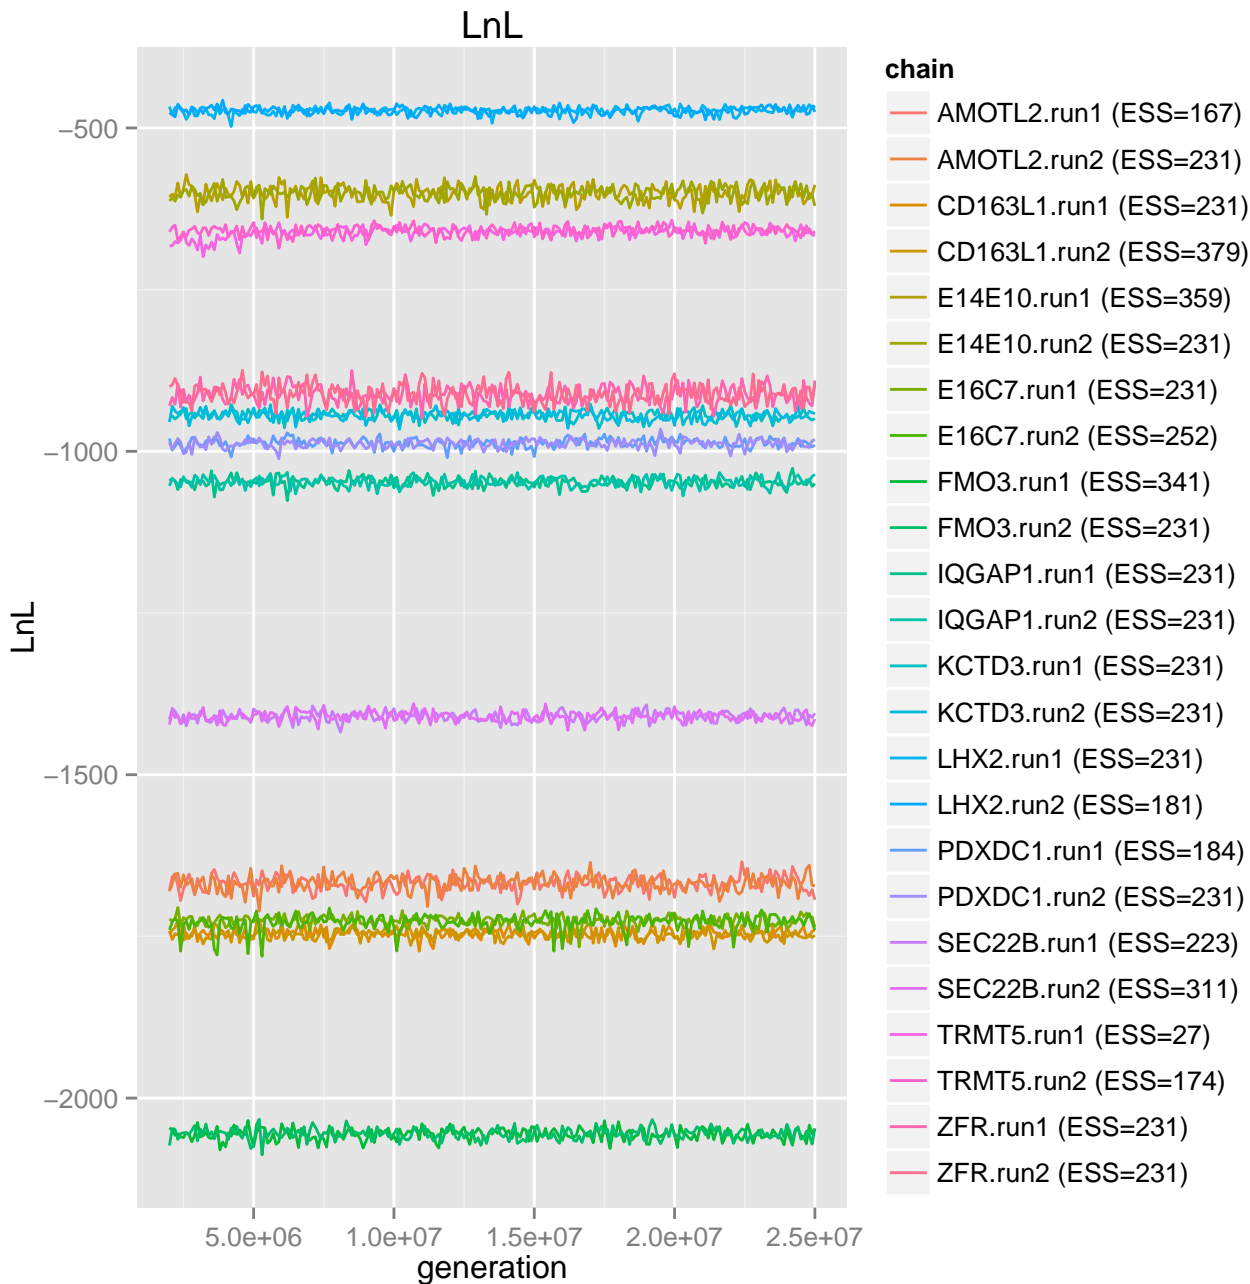 LnL
chain
AMOTL2.run1 (ESS=167)
AMOTL2.run2 (ESS=231)
CD163L1.run1 (ESS=231)
CD163L1.run2 (ESS=379)
E14E10.run1 (ESS=359)
E14E10.run2 (ESS=231)
E16C7.run1 (ESS=231)
E16C7.run2 (ESS=252)
FMO3.run1 (ESS=341)
FMO3.run2 (ESS=231)
IQGAP1.run1 (ESS=231)
IQGAP1.run2 (ESS=231)
KCTD3.run1 (ESS=231)
KCTD3.run2 (ESS=231)
LHX2.run1 (ESS=231)
LHX2.run2 (ESS=181)
PDXDC1.run1 (ESS=184)
PDXDC1.run2 (ESS=231)
SEC22B.run1 (ESS=223)
SEC22B.run2 (ESS=311)
TRMT5.run1 (ESS=27)
TRMT5.run2 (ESS=174)
ZFR.run1 (ESS=231)
ZFR.run2 (ESS=231)
LnL
−500
−1000
−1500
−2000
5.0e+06 1.0e+07 1.5e+07 2.0e+07 2.5e+07
generation